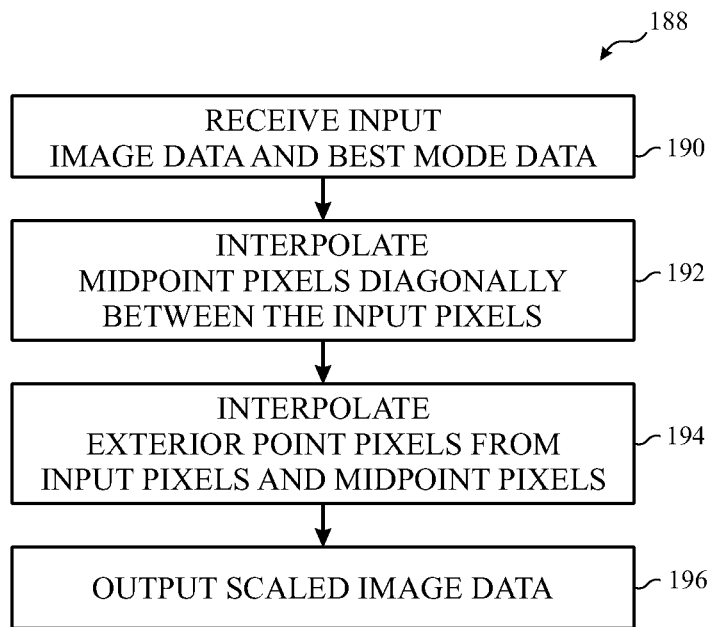 188
RECEIVE INPUT
IMAGE DATA AND BEST MODE DATA
190
INTERPOLATE
MIDPOINT PIXELS DIAGONALLY
BETWEEN THE INPUT PIXELS
192
INTERPOLATE
EXTERIOR POINT PIXELS FROM
INPUT PIXELS AND MIDPOINT PIXELS
194
OUTPUT SCALED IMAGE DATA
196